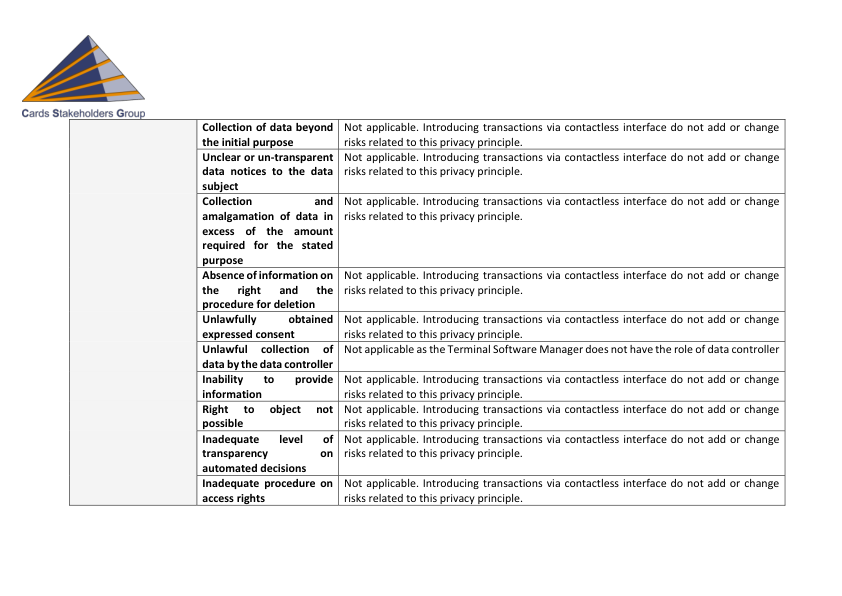 Cards Stakeholders Group
Collection of data beyond
the initial purpose
Not applicable. Introducing transactions via contactless interface do not add or change
risks related to this privacy principle.
Unclear or un-transparent
data notices to the data
subject
Not applicable. Introducing transactions via contactless interface do not add or change
risks related to this privacy principle.
Collection and
amalgamation of data in
excess of the amount
required for the stated
purpose
Not applicable. Introducing transactions via contactless interface do not add or change
risks related to this privacy principle.
Absence of information on
the right and the
procedure for deletion
Not applicable. Introducing transactions via contactless interface do not add or change
risks related to this privacy principle.
Unlawfully obtained
expressed consent
Not applicable. Introducing transactions via contactless interface do not add or change
risks related to this privacy principle.
Unlawful collection of
data by the data controller
Not applicable as the Terminal Software Manager does not have the role of data controller
Inability to provide
information
Not applicable. Introducing transactions via contactless interface do not add or change
risks related to this privacy principle.
Right to object not
possible
Not applicable. Introducing transactions via contactless interface do not add or change
risks related to this privacy principle.
Inadequate level of
transparency on
automated decisions
Not applicable. Introducing transactions via contactless interface do not add or change
risks related to this privacy principle.
Inadequate procedure on
access rights
Not applicable. Introducing transactions via contactless interface do not add or change
risks related to this privacy principle.